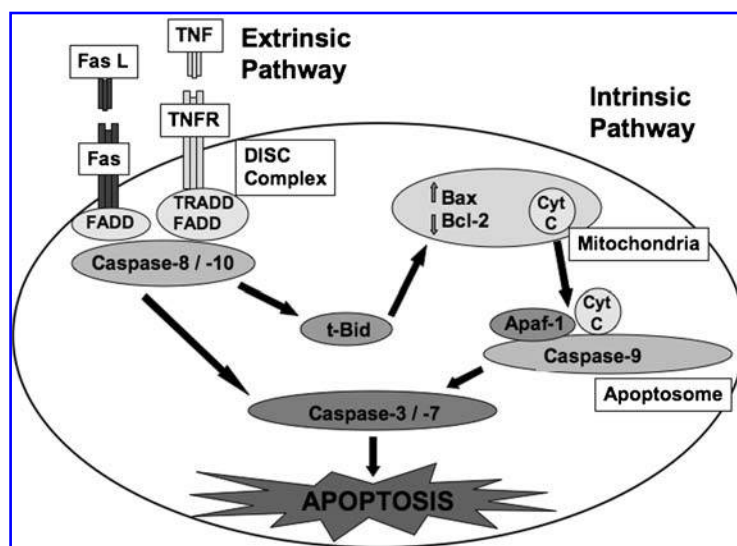 TNF
Extrinsic
Pathway
Fas L
Intrinsic
Pathway
TNFR
Fas
DISC
Complex
FADD
TRADD
FADD
Caspase-8 / -10
⇧ Bax
⇩ Bcl-2
Cyt
C
Mitochondria
t-Bid
Apaf-1
Cyt
C
Caspase-9
Apoptosome
Caspase-3 / -7
APOPTOSIS